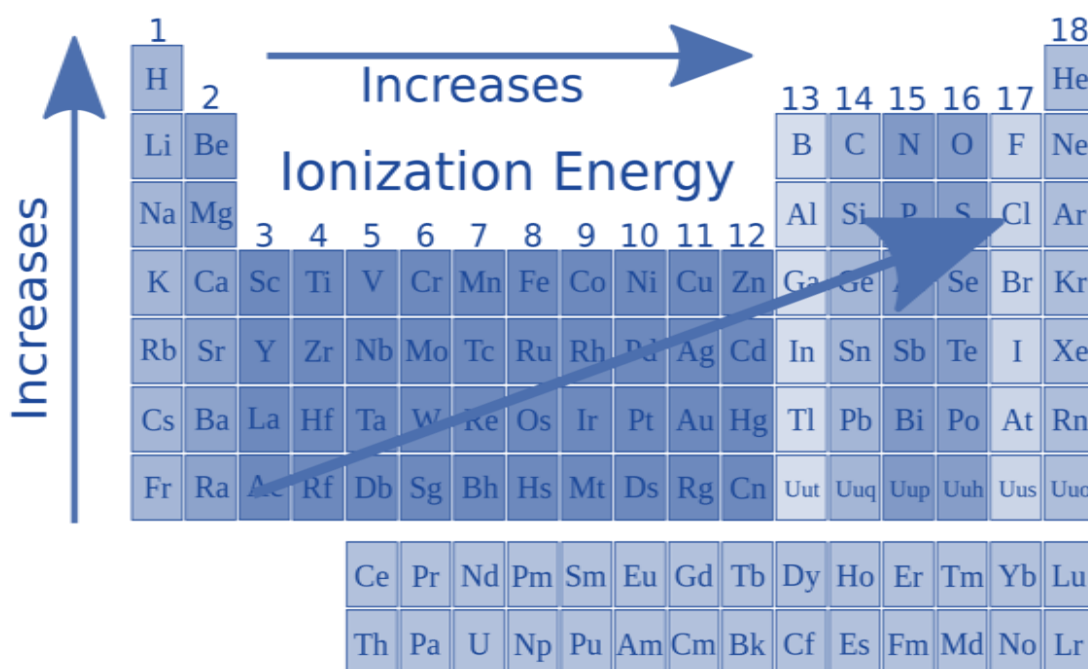 1 18
H Increases He
2 13 14 15 16 17
Li Be Ionization Energy B C N O F Ne
Na Mg Al Si P S Cl Ar
3 4 5 6 7 8 9 10 11 12
K Ca Sc Ti V Cr Mn Fe Co Ni Cu Zn Ga Ge Se Br Kr
Increases
Rb Sr Y Zr Nb Mo Tc Ru Rh Pd Ag Cd In Sn Sb Te I Xe
Cs Ba La Hf Ta W Re Os Ir Pt Au Hg Tl Pb Bi Po At Rn
Fr Ra Ac Rf Db Sg Bh Hs Mt Ds Rg Cn Uut Uuq Uup Uuh Uus Uuo
Ce Pr Nd Pm Sm Eu Gd Tb Dy Ho Er Tm Yb Lu
Th Pa U Np Pu Am Cm Bk Cf Es Fm Md No Lr